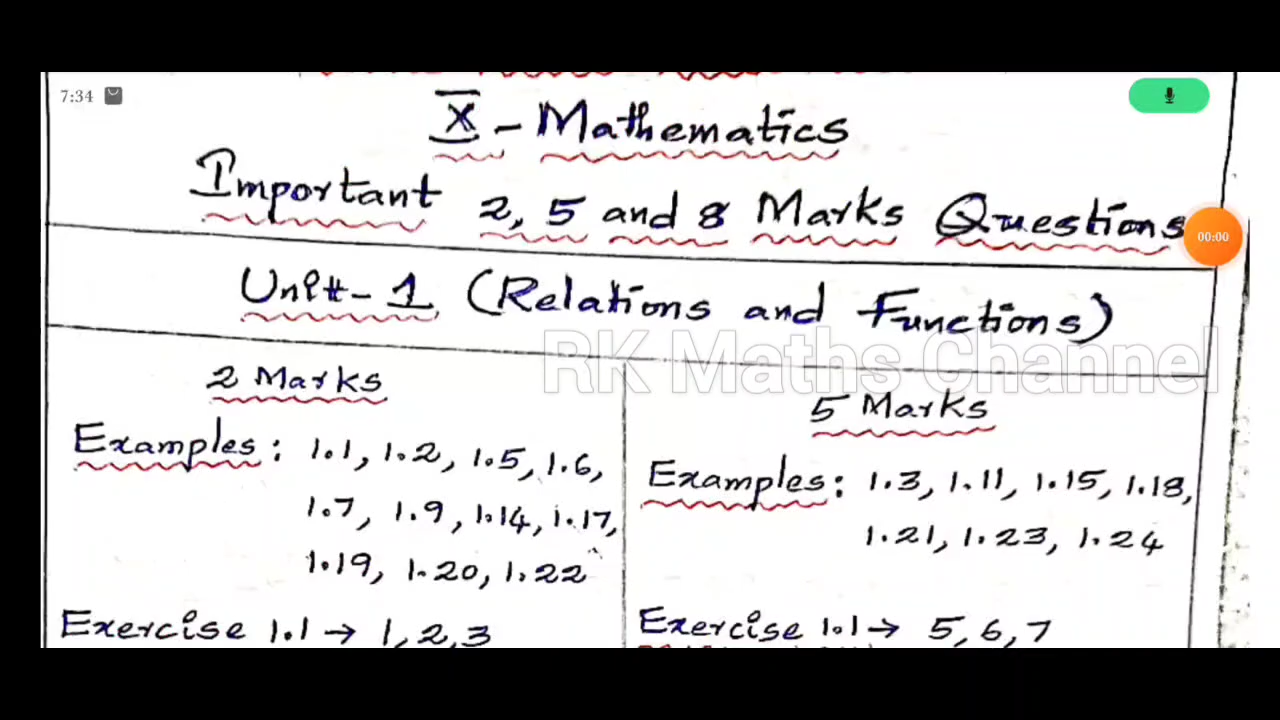 7:34
X - Mathematics
Important 2, 5 and 8 Marks Questions
00:00
Unit-1 (Relations and Functions)
RK Maths Channel
2 Marks
Examples: 1.1, 1.2, 1.5, 1.6,
1.7, 1.9, 1.14, 1.17,
1.19, 1.20, 1.22
Exercise 1.1 → 1, 2, 3
5 Marks
Examples: 1.3, 1.11, 1.15, 1.18,
1.21, 1.23, 1.24
Exercise 1.1 → 5, 6, 7